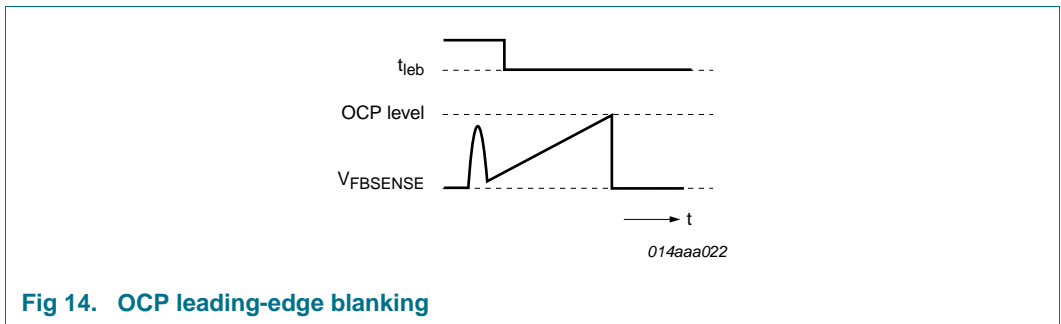 tleb
OCP level
VFBSENSE
t
014aaa022
Fig 14. OCP leading-edge blanking